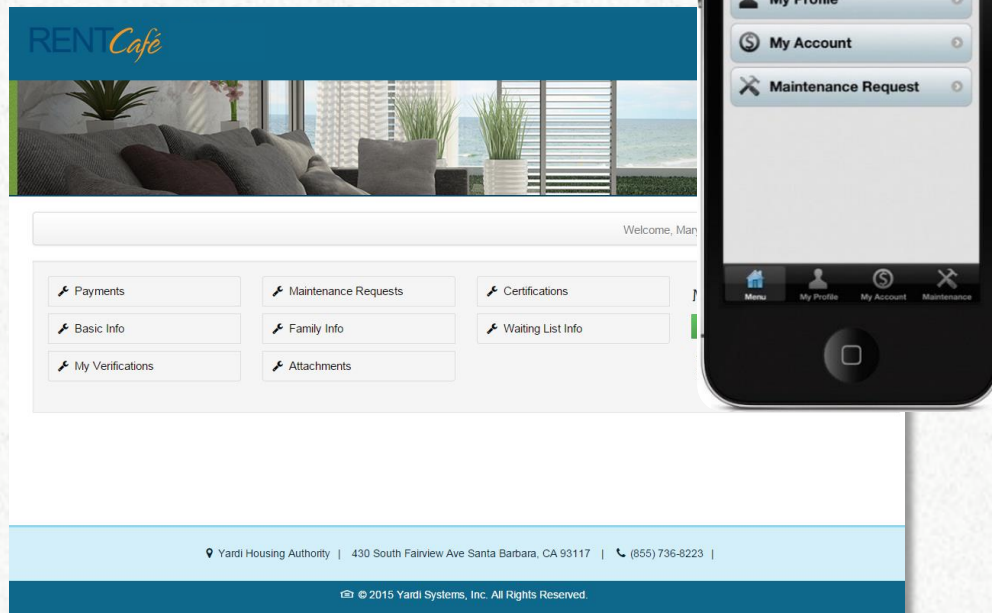 RENTCafé
My Profile
My Account
Maintenance Request
Welcome, Mary
Payments
Maintenance Requests
Certifications
Basic Info
Family Info
Waiting List Info
My Verifications
Attachments
Menu My Profile My Account Maintenance
Yardi Housing Authority | 430 South Fairview Ave Santa Barbara, CA 93117 | (855) 736-8223 |
© 2015 Yardi Systems, Inc. All Rights Reserved.